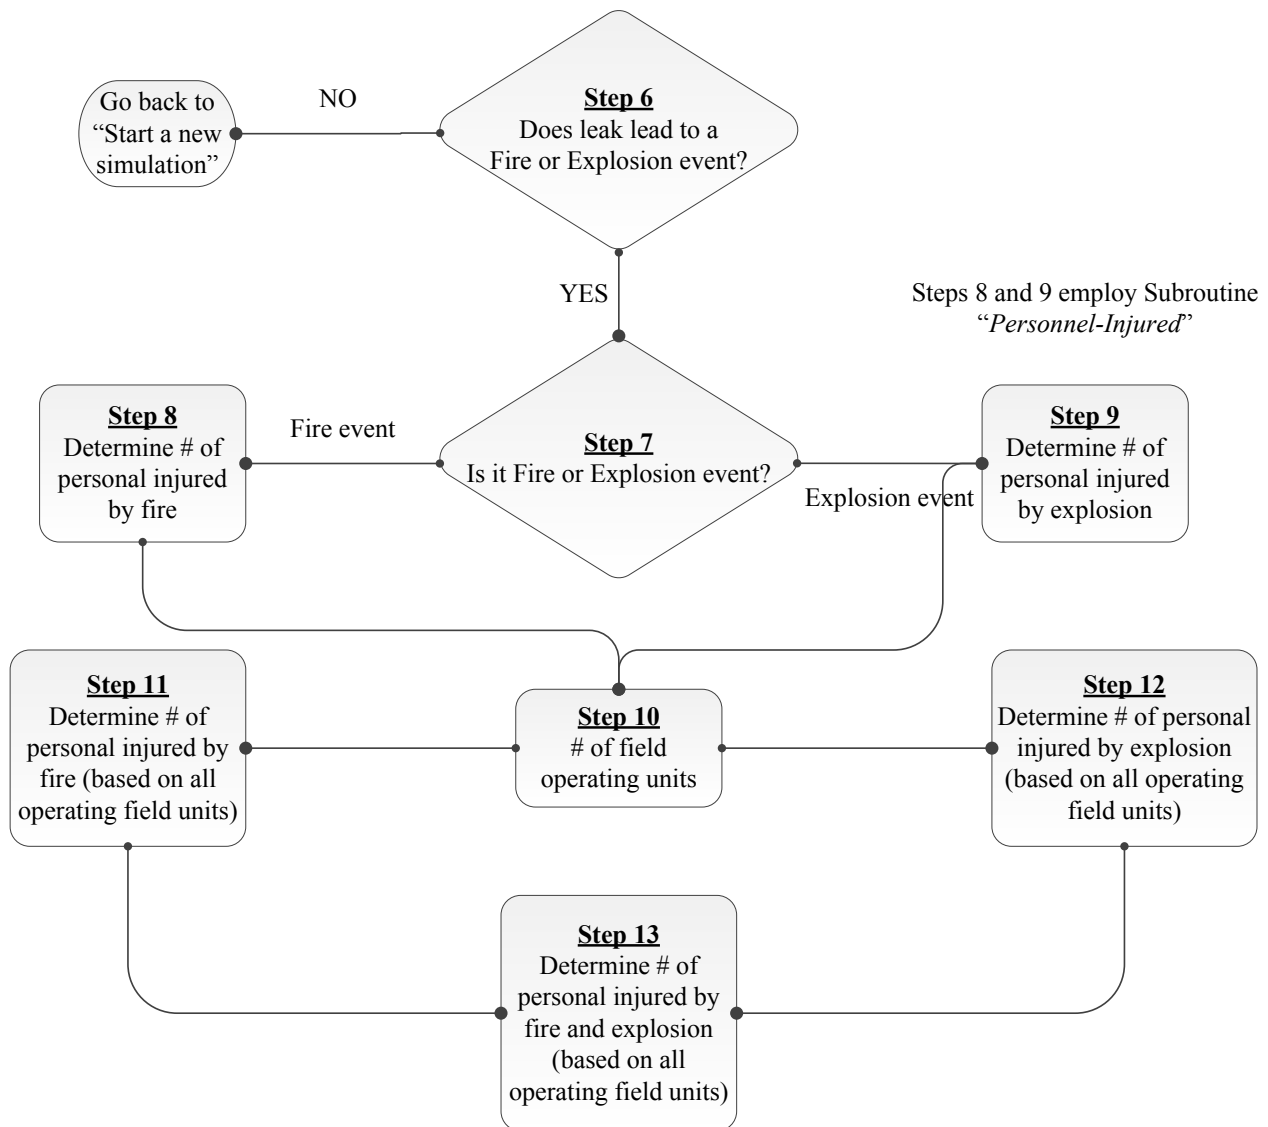 Step 6
Does leak lead to a
Fire or Explosion event?
NO
Go back to
“Start a new
simulation”
YES
Steps 8 and 9 employ Subroutine
“Personnel-Injured”
Step 8
Determine # of
personal injured
by fire
Fire event
Step 7
Is it Fire or Explosion event?
Explosion event
Step 9
Determine # of
personal injured
by explosion
Step 11
Determine # of
personal injured by
fire (based on all
operating field units)
Step 10
# of field
operating units
Step 12
Determine # of personal
injured by explosion
(based on all operating
field units)
Step 13
Determine # of
personal injured by
fire and explosion
(based on all
operating field units)